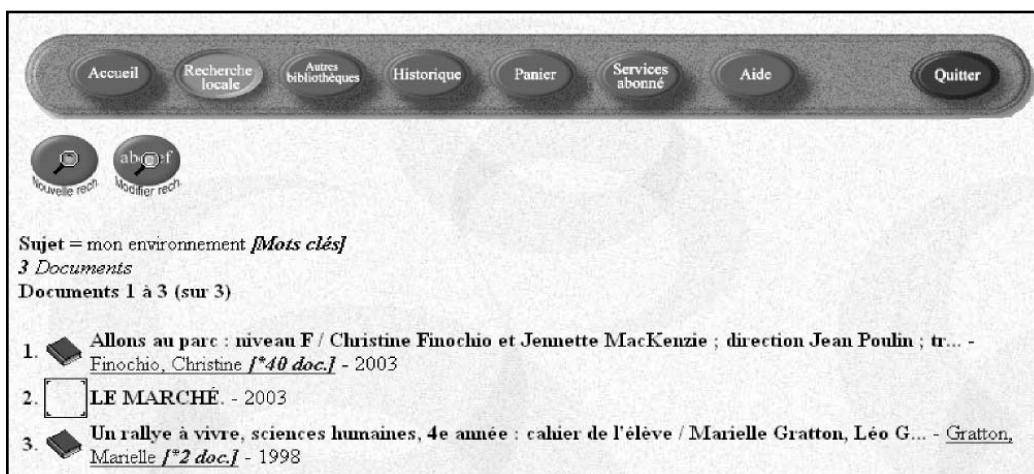 Accueil
Recherche
locale
Autres
bibliothèques
Historique
Panier
Services
abonné
Aide
Quitter
Nouvelle rech.
Modifier rech.
Sujet = mon environnement [Mots clés]
3 Documents
Documents 1 à 3 (sur 3)
1. Allons au parc : niveau F / Christine Finochio et Jennette MacKenzie ; direction Jean Poulin ; tr... -
Finochio, Christine [*40 doc.] - 2003
2. LE MARCHÉ. - 2003
3. Un rallye à vivre, sciences humaines, 4e année : cahier de l'élève / Marielle Gratton, Léo G... - Gratton,
Marielle [*2 doc.] - 1998